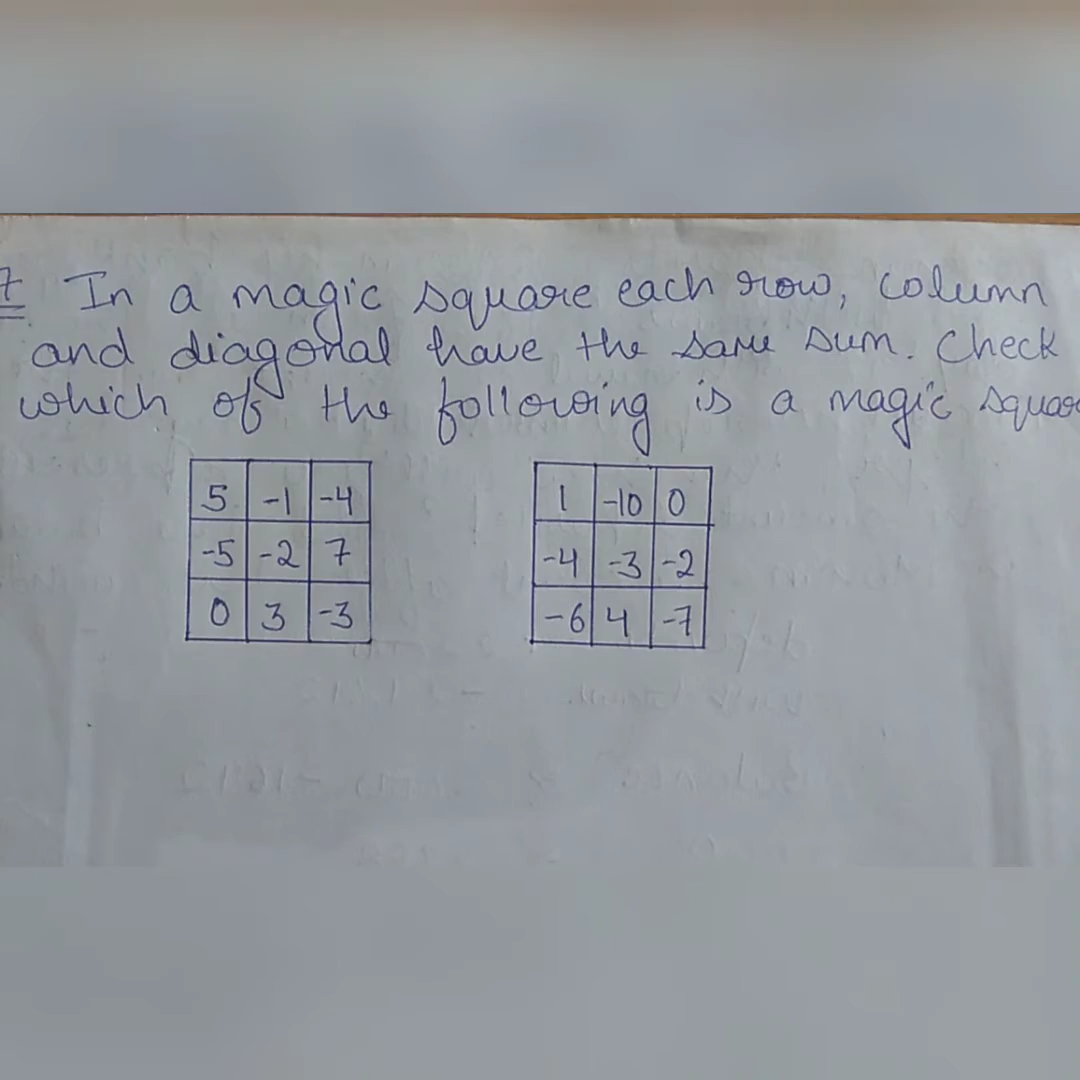 7 In a magic square each row, column
and diagonal have the same sum. Check
which of the following is a magic squar
5 -1 -4
-5 -2 7
0 3 -3
1 -10 0
-4 -3 -2
-6 4 -7